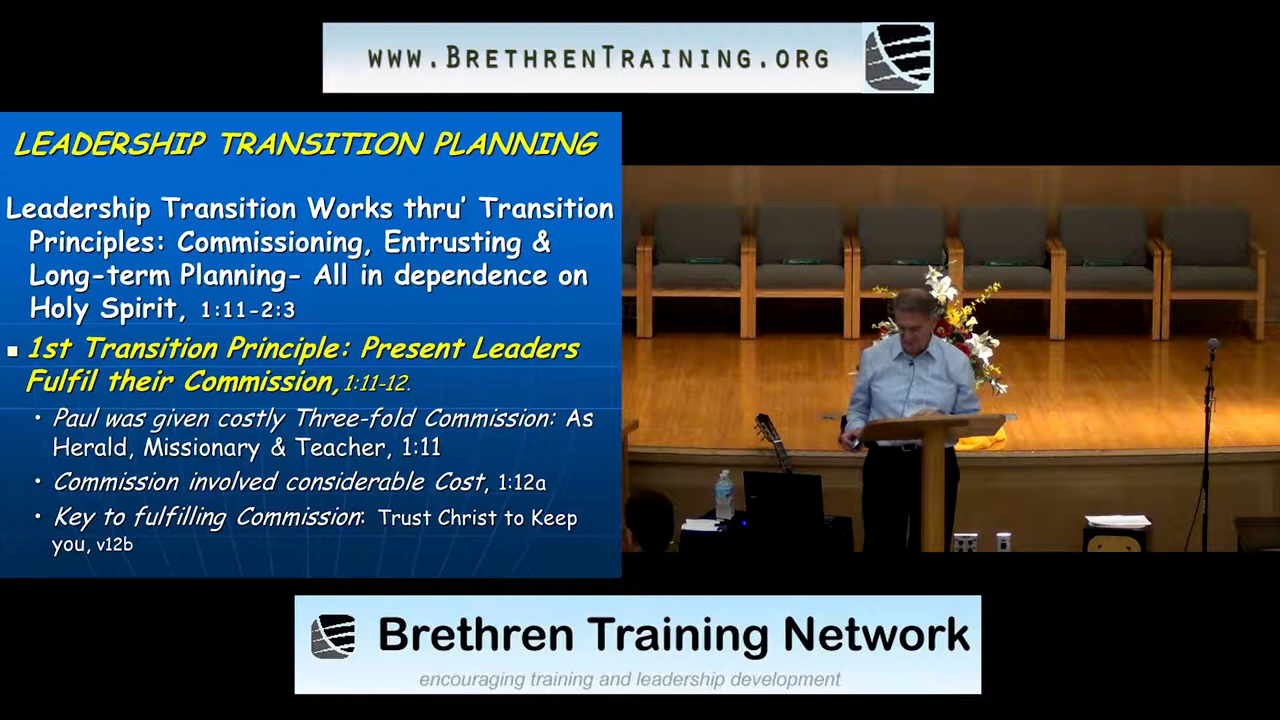 www.BrethrenTraining.org
LEADERSHIP TRANSITION PLANNING
Leadership Transition Works thru' Transition
Principles: Commissioning, Entrusting &
Long-term Planning- All in dependence on
Holy Spirit, 1:11-2:3
1st Transition Principle: Present Leaders
Fulfil their Commission, 1:11-12.
• Paul was given costly Three-fold Commission: As
Herald, Missionary & Teacher, 1:11
• Commission involved considerable Cost, 1:12a
• Key to fulfilling Commission: Trust Christ to Keep
you, v12b
Brethren Training Network
encouraging training and leadership development